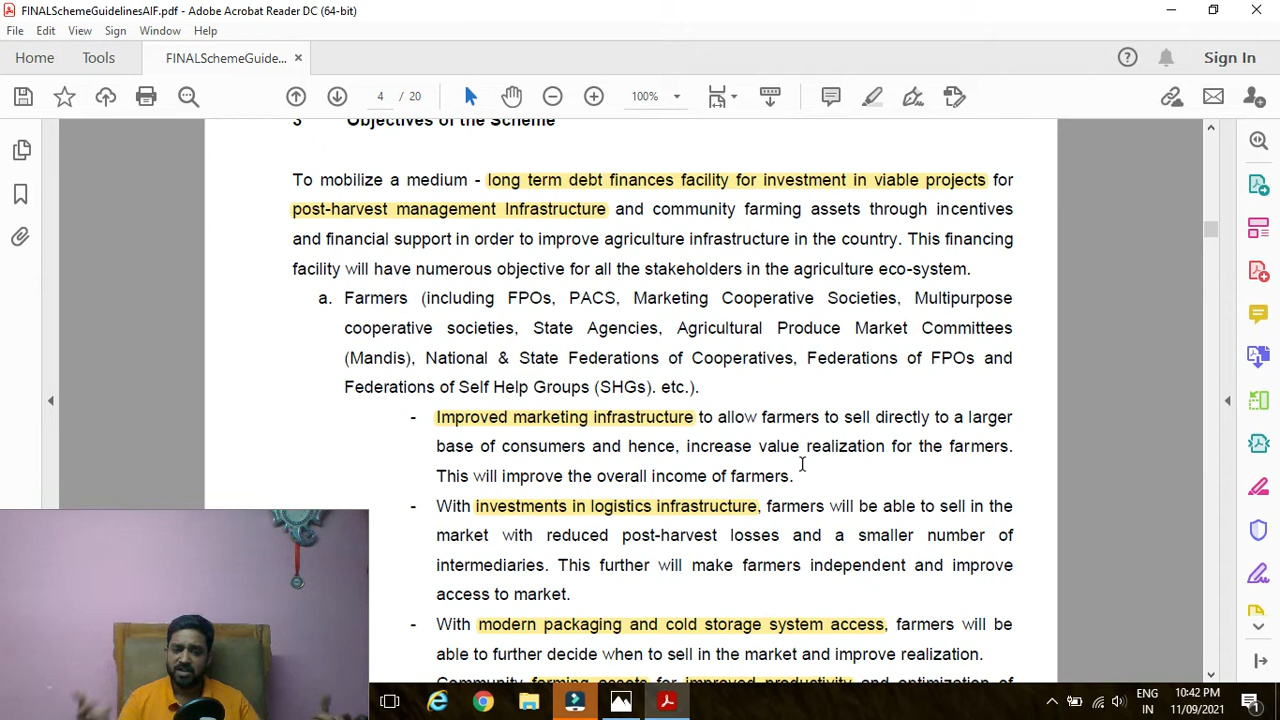 FINALSchemeGuidelinesAIF.pdf - Adobe Acrobat Reader DC (64-bit)
File Edit View Sign Window Help
Home Tools FINALSchemeGuide... × Sign In
4 / 20 100%
3 Objectives of the Scheme
To mobilize a medium - long term debt finances facility for investment in viable projects for
post-harvest management Infrastructure and community farming assets through incentives
and financial support in order to improve agriculture infrastructure in the country. This financing
facility will have numerous objective for all the stakeholders in the agriculture eco-system.
a. Farmers (including FPOs, PACS, Marketing Cooperative Societies, Multipurpose
cooperative societies, State Agencies, Agricultural Produce Market Committees
(Mandis), National & State Federations of Cooperatives, Federations of FPOs and
Federations of Self Help Groups (SHGs). etc.).
- Improved marketing infrastructure to allow farmers to sell directly to a larger
base of consumers and hence, increase value realization for the farmers.
This will improve the overall income of farmers.
- With investments in logistics infrastructure, farmers will be able to sell in the
market with reduced post-harvest losses and a smaller number of
intermediaries. This further will make farmers independent and improve
access to market.
- With modern packaging and cold storage system access, farmers will be
able to further decide when to sell in the market and improve realization.
Community farming assets for improved productivity and optimization of
ENG 10:42 PM
IN 11/09/2021